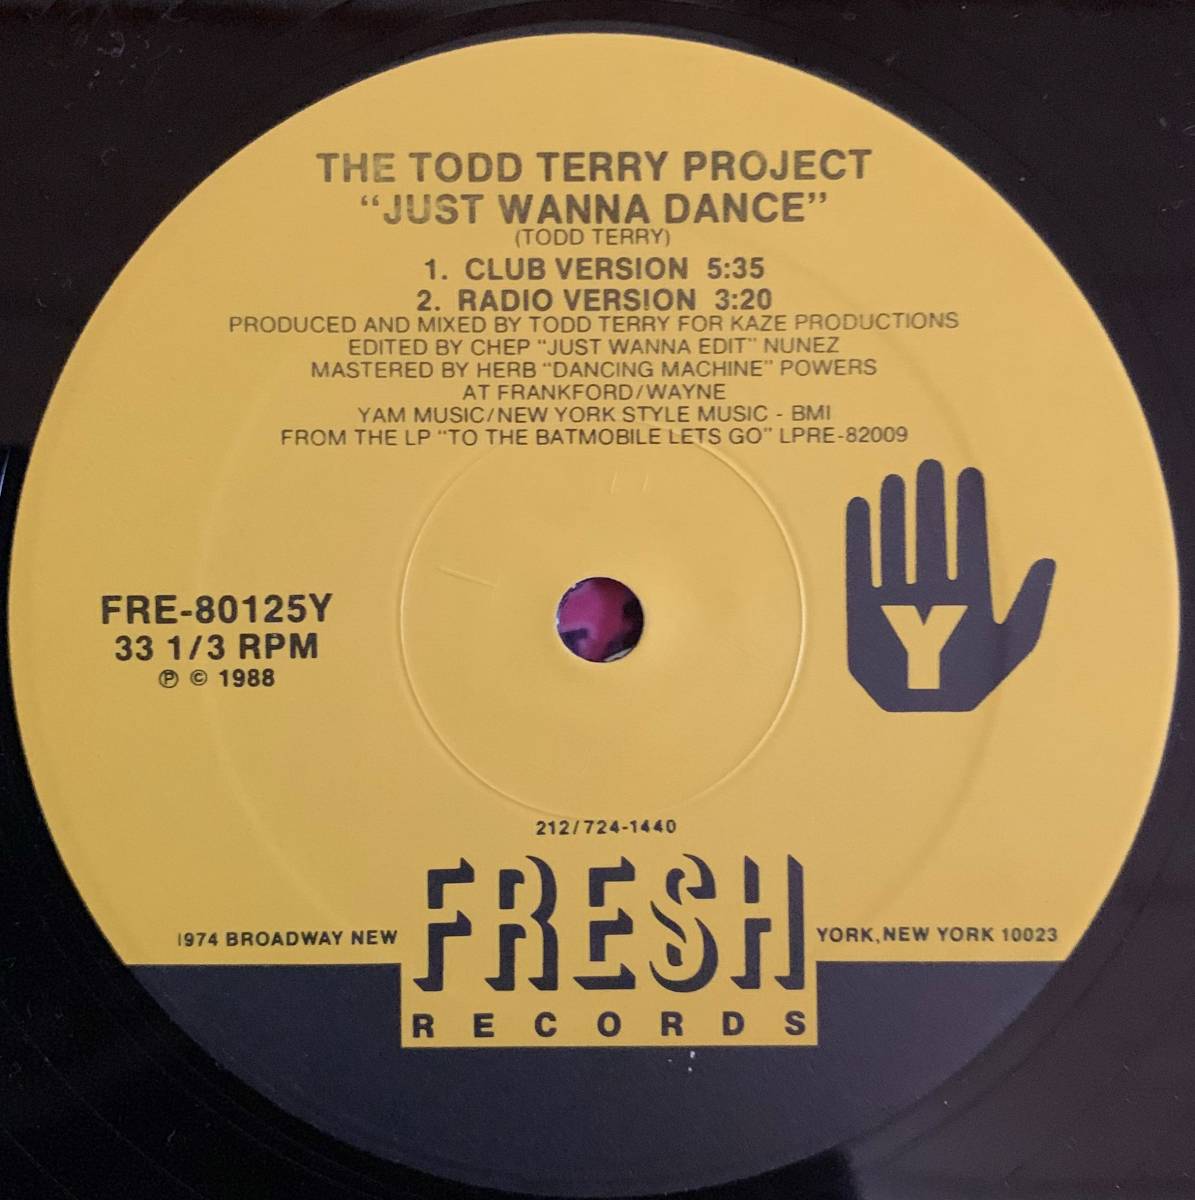 THE TODD TERRY PROJECT
“JUST WANNA DANCE”
(TODD TERRY)
1. CLUB VERSION 5:35
2. RADIO VERSION 3:20
PRODUCED AND MIXED BY TODD TERRY FOR KAZE PRODUCTIONS
EDITED BY CHEP “JUST WANNA EDIT” NUNEZ
MASTERED BY HERB “DANCING MACHINE” POWERS
AT FRANKFORD/WAYNE
YAM MUSIC/NEW YORK STYLE MUSIC - BMI
FROM THE LP “TO THE BATMOBILE LETS GO” LPRE-82009
FRE-80125Y
33 1/3 RPM
℗ © 1988
Y
212/724-1440
1974 BROADWAY NEW YORK, NEW YORK 10023
FRESH
RECORDS